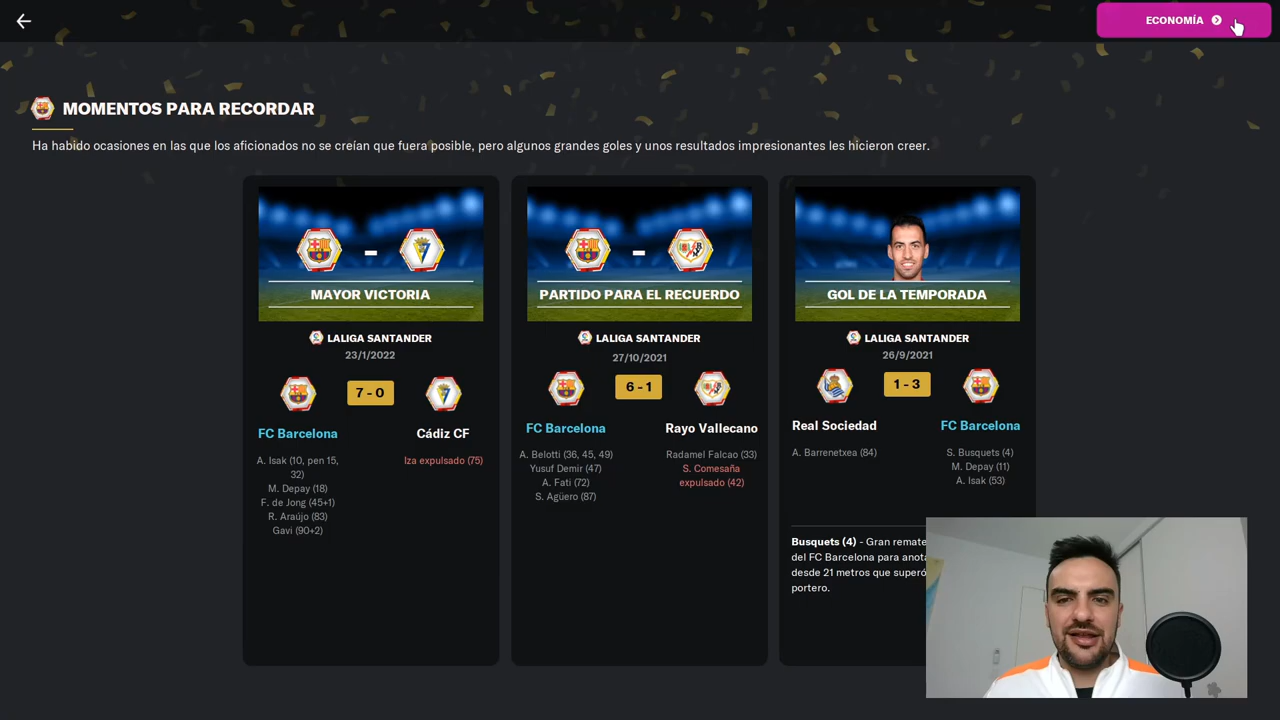 ECONOMÍA
MOMENTOS PARA RECORDAR
Ha habido ocasiones en las que los aficionados no se creían que fuera posible, pero algunos grandes goles y unos resultados impresionantes les hicieron creer.
MAYOR VICTORIA
LALIGA SANTANDER
23/1/2022
7 - 0
FC Barcelona
Cádiz CF
A. Isak (10, pen 15,
32)
M. Depay (18)
F. de Jong (45+1)
R. Araújo (83)
Gavi (90+2)
Iza expulsado (75)
PARTIDO PARA EL RECUERDO
LALIGA SANTANDER
27/10/2021
6 - 1
FC Barcelona
Rayo Vallecano
A. Belotti (36, 45, 49)
Yusuf Demir (47)
A. Fati (72)
S. Agüero (87)
Radamel Falcao (33)
S. Comesaña
expulsado (42)
GOL DE LA TEMPORADA
LALIGA SANTANDER
26/9/2021
1 - 3
Real Sociedad
FC Barcelona
A. Barrenetxea (84)
S. Busquets (4)
M. Depay (11)
A. Isak (53)
Busquets (4) - Gran remate
del FC Barcelona para anota
desde 21 metros que superó
portero.